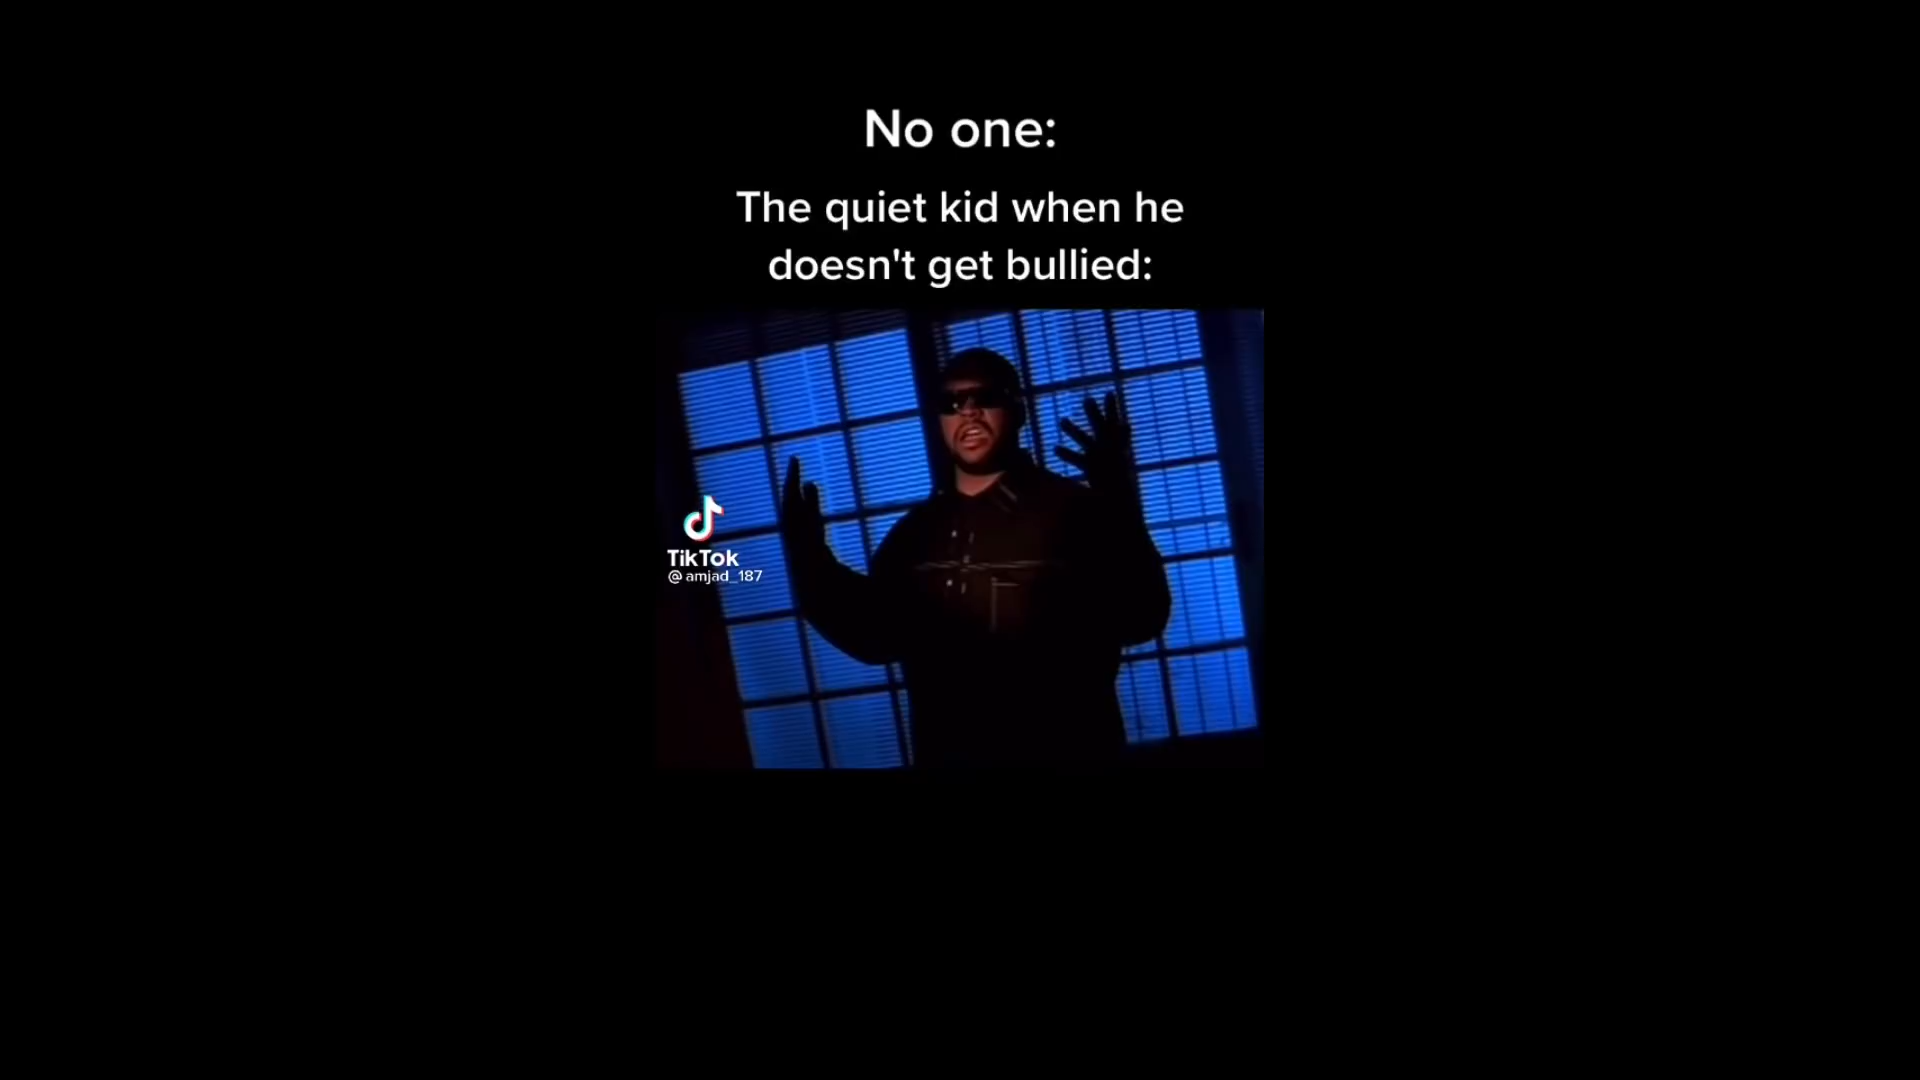 No one:
The quiet kid when he
doesn't get bullied:
TikTok
@amjad_187